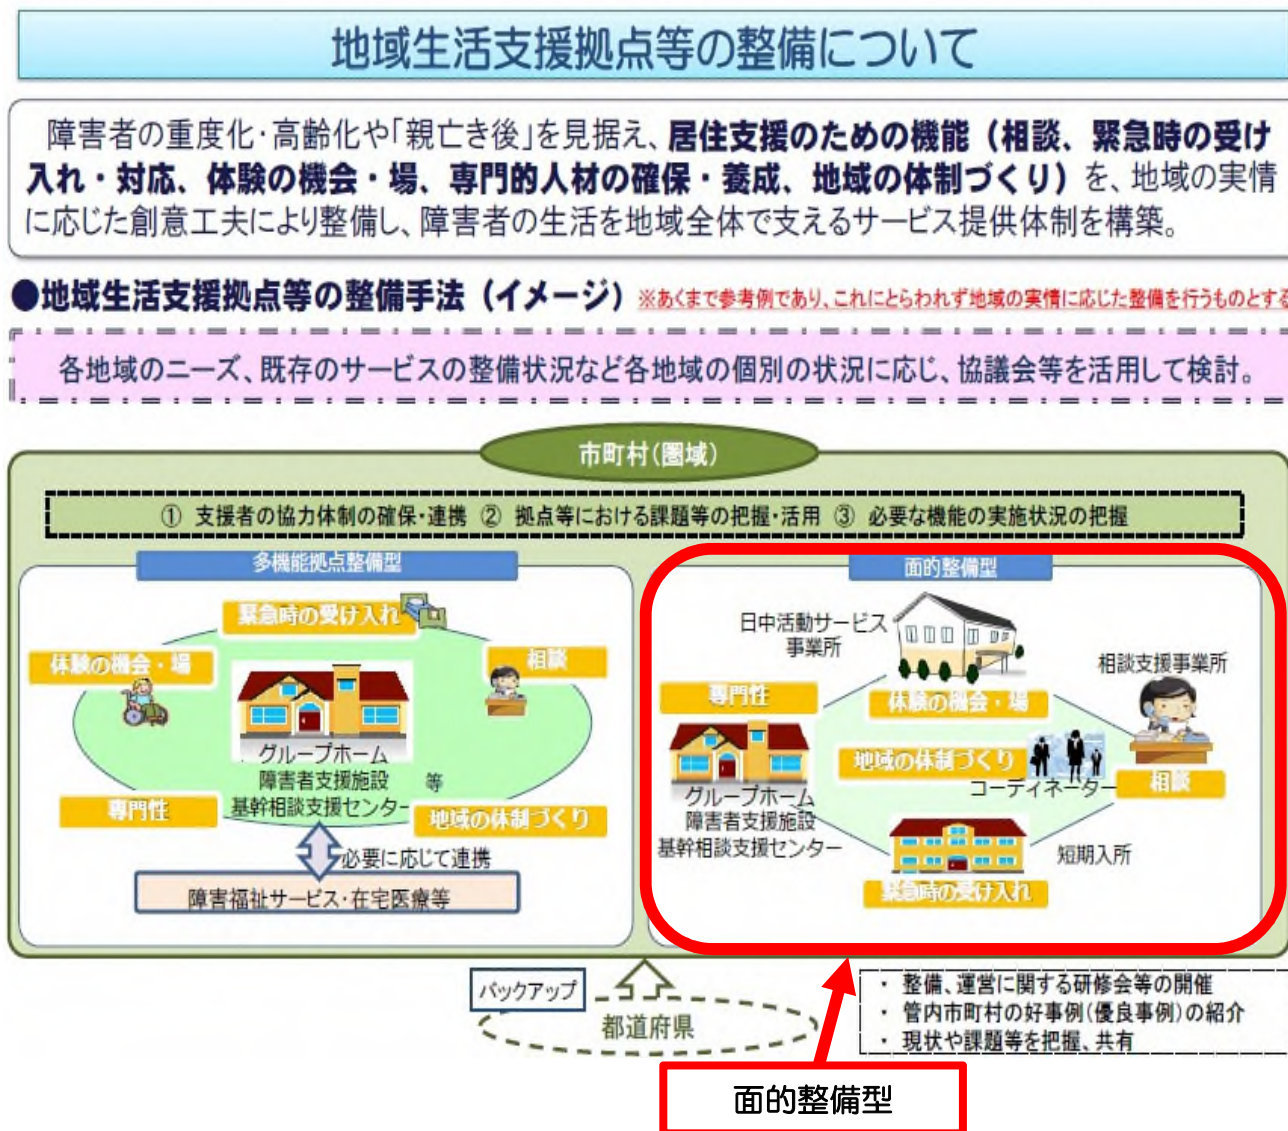 地域生活支援拠点等の整備について
障害者の重度化・高齢化や「親亡き後」を見据え、居住支援のための機能（相談、緊急時の受け
入れ・対応、体験の機会・場、専門的人材の確保・養成、地域の体制づくり）を、地域の実情
に応じた創意工夫により整備し、障害者の生活を地域全体で支えるサービス提供体制を構築。
●地域生活支援拠点等の整備手法（イメージ）※あくまで参考例であり、これにとらわれず地域の実情に応じた整備を行うものとする
各地域のニーズ、既存のサービスの整備状況など各地域の個別の状況に応じ、協議会等を活用して検討。
市町村（圏域）
① 支援者の協力体制の確保・連携 ② 拠点等における課題等の把握・活用 ③ 必要な機能の実施状況の把握
多機能拠点整備型
緊急時の受け入れ
体験の機会・場
相談
グループホーム
障害者支援施設 等
基幹相談支援センター
専門性
地域の体制づくり
必要に応じて連携
障害福祉サービス・在宅医療等
面的整備型
日中活動サービス
事業所
相談支援事業所
専門性
体験の機会・場
地域の体制づくり
コーディネーター
相談
グループホーム
障害者支援施設
基幹相談支援センター
短期入所
緊急時の受け入れ
バックアップ
都道府県
・ 整備、運営に関する研修会等の開催
・ 管内市町村の好事例（優良事例）の紹介
・ 現状や課題等を把握、共有
面的整備型